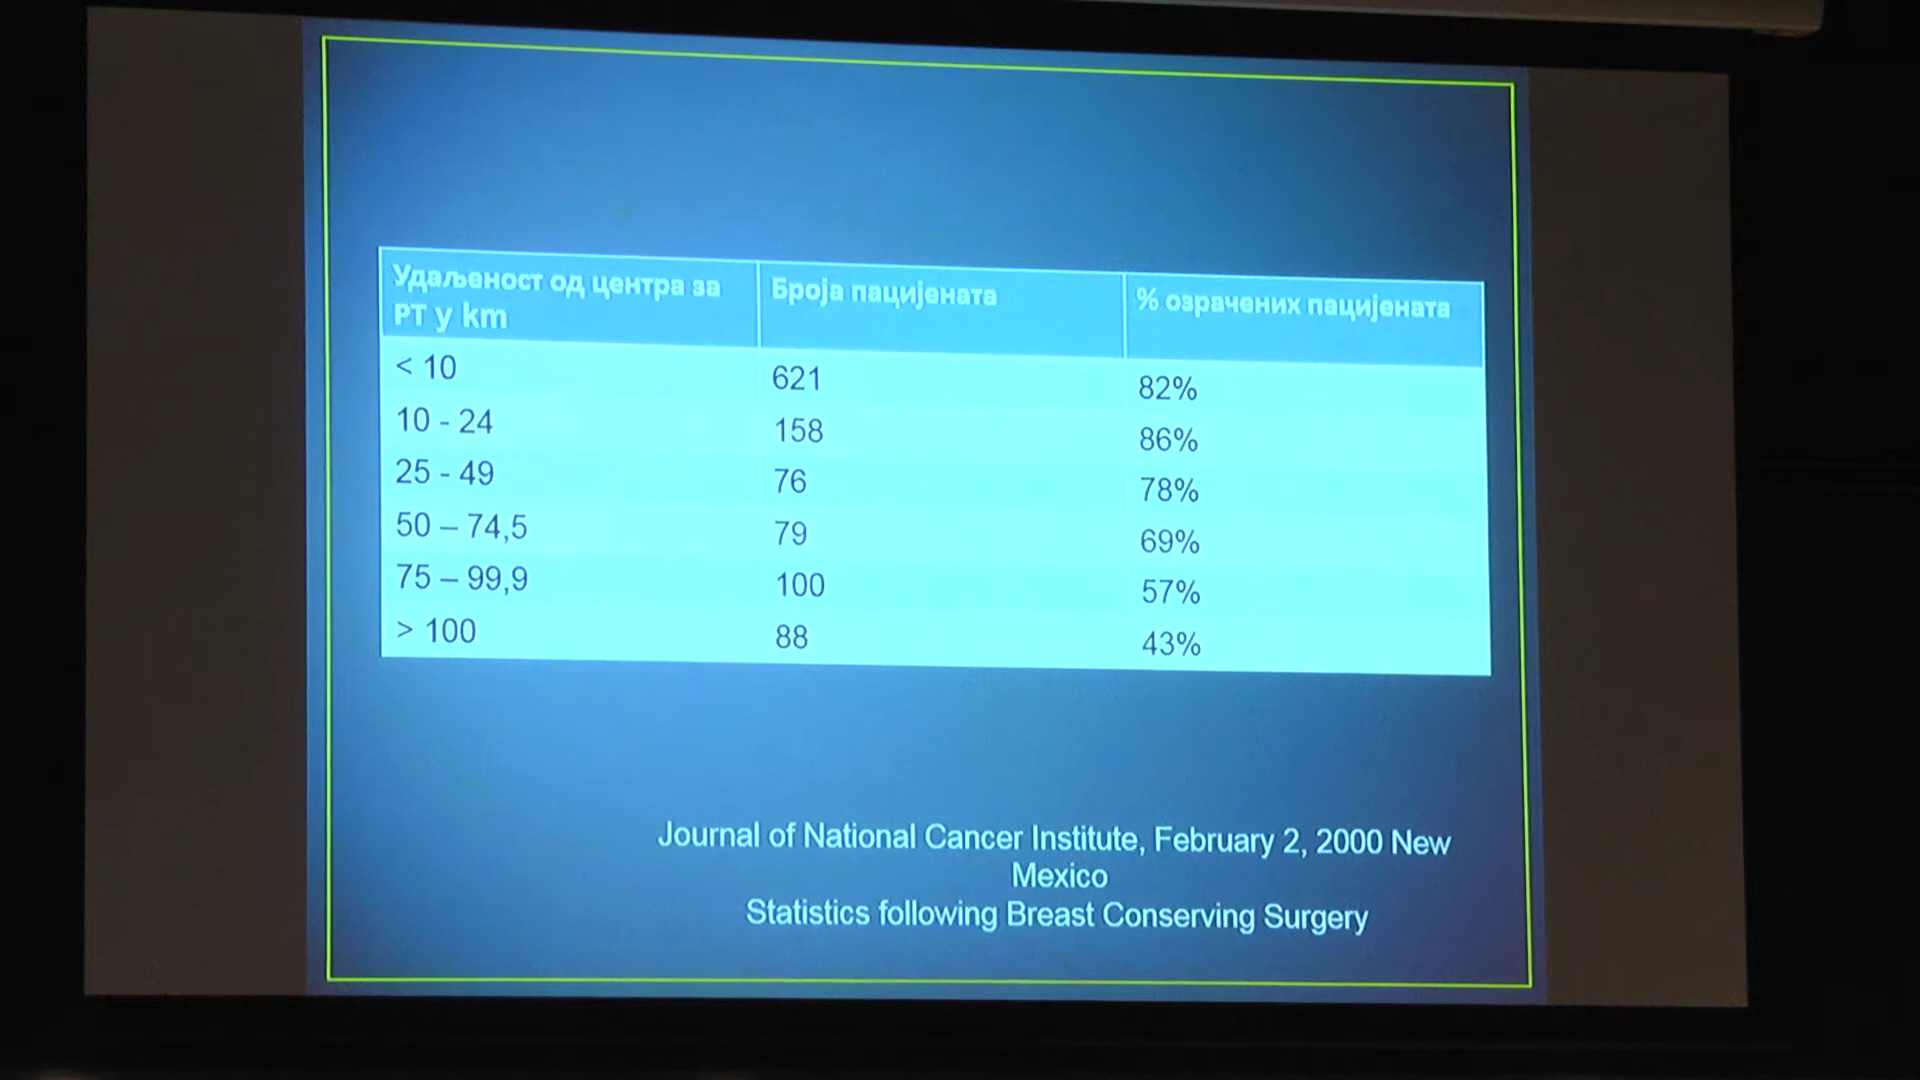 Удаљеност од центра за
РТ у km
Броја пацијената
% озрачених пацијената
< 10
621
82%
10 - 24
158
86%
25 - 49
76
78%
50 – 74,5
79
69%
75 – 99,9
100
57%
> 100
88
43%
Journal of National Cancer Institute, February 2, 2000 New
Mexico
Statistics following Breast Conserving Surgery